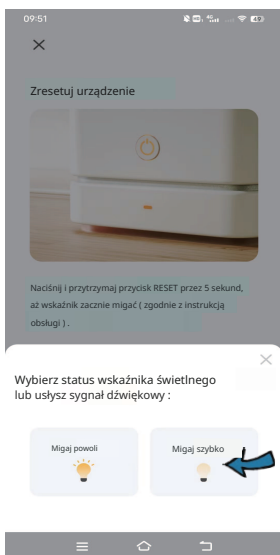 09:51
Zresetuj urządzenie
Naciśnij i przytrzymaj przycisk RESET przez 5 sekund,
aż wskaźnik zacznie migać ( zgodnie z instrukcją
obsługi ) .
Wybierz status wskaźnika świetlnego
lub usłysz sygnał dźwiękowy :
Migaj powoli
Migaj szybko